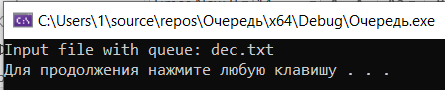 C:\Users\1\source\repos\Очередь\x64\Debug\Очередь.exe
Input file with queue: dec.txt
Для продолжения нажмите любую клавишу . . .